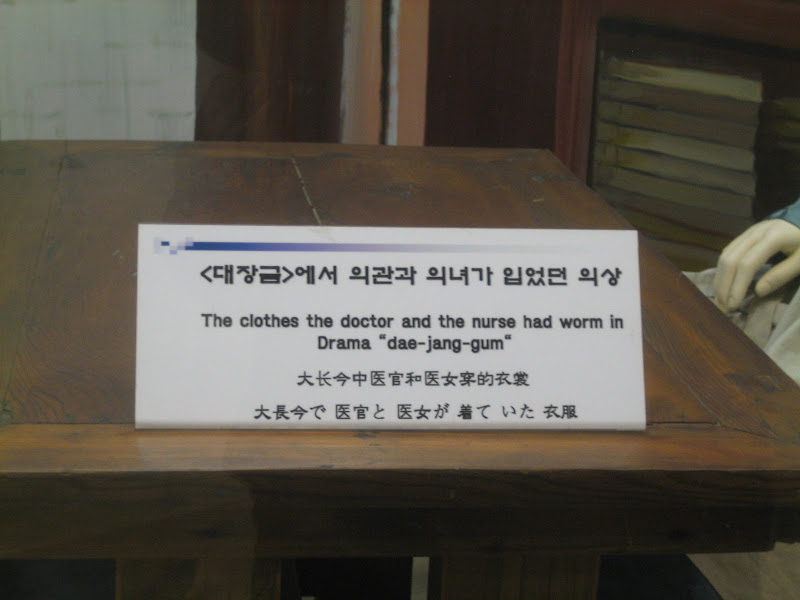 <대장금>에서 의관과 의녀가 입었던 의상
The clothes the doctor and the nurse had worm in
Drama “dae-jang-gum“
大长今中医官和医女穿的衣裳
大長今で 医官と 医女が 着て いた 衣服